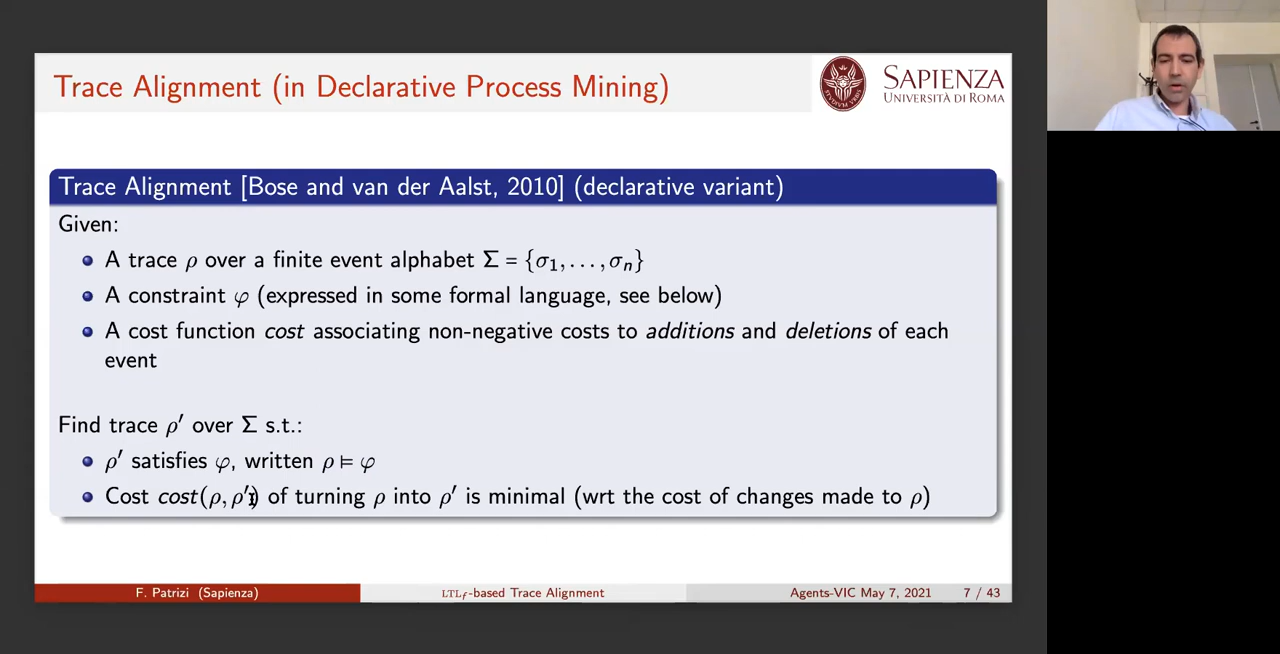 Trace Alignment (in Declarative Process Mining)
SAPIENZA
UNIVERSITÀ DI ROMA
Trace Alignment [Bose and van der Aalst, 2010] (declarative variant)
Given:
A trace ρ over a finite event alphabet Σ = {σ₁, . . . , σₙ}
A constraint φ (expressed in some formal language, see below)
A cost function cost associating non-negative costs to additions and deletions of each
event
Find trace ρ′ over Σ s.t.:
ρ′ satisfies φ, written ρ ⊨ φ
Cost cost(ρ, ρ′) of turning ρ into ρ′ is minimal (wrt the cost of changes made to ρ)
F. Patrizi (Sapienza)
LTLf-based Trace Alignment
Agents-VIC May 7, 2021
7 / 43